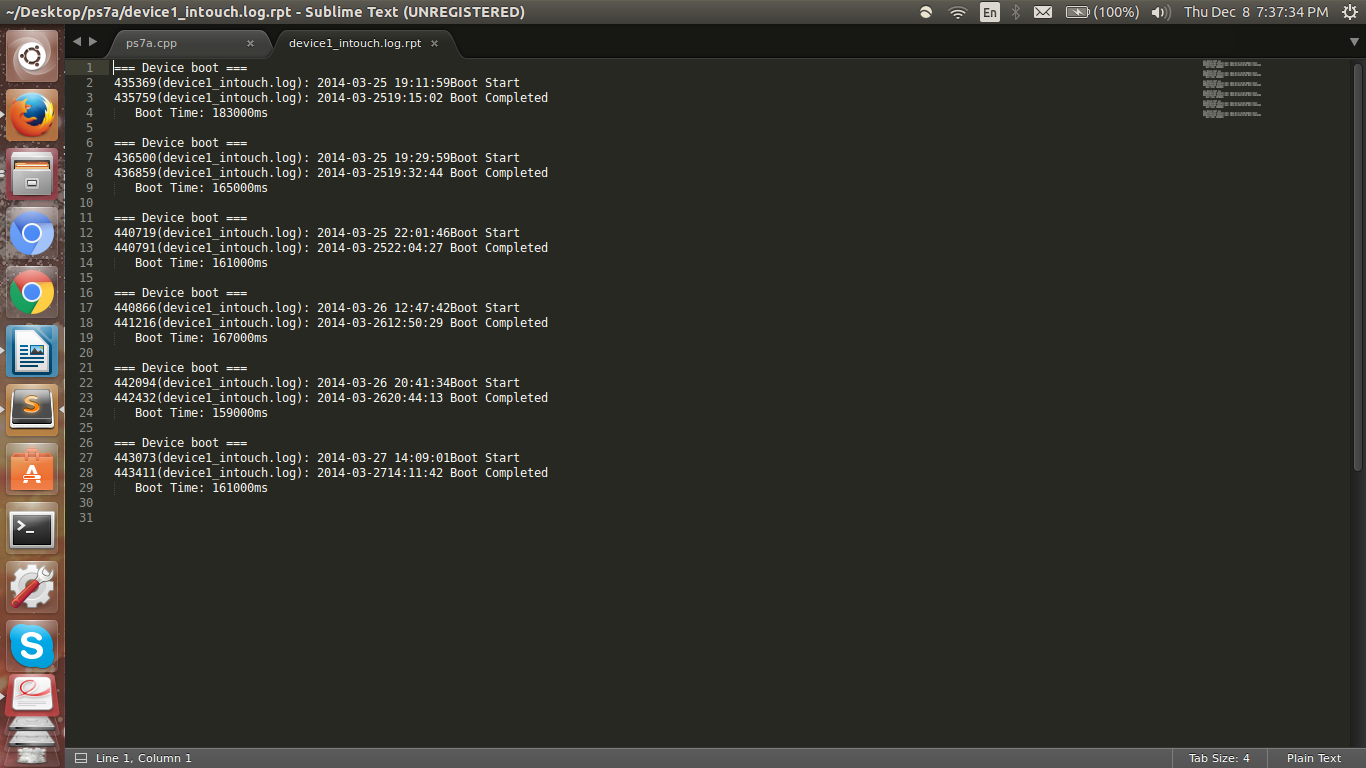 ~/Desktop/ps7a/device1_intouch.log.rpt - Sublime Text (UNREGISTERED)
En
(100%)
Thu Dec 8 7:37:34 PM
ps7a.cpp ×
device1_intouch.log.rpt ×
1 === Device boot ===
2 435369(device1_intouch.log): 2014-03-25 19:11:59Boot Start
3 435759(device1_intouch.log): 2014-03-2519:15:02 Boot Completed
4 Boot Time: 183000ms
5
6 === Device boot ===
7 436500(device1_intouch.log): 2014-03-25 19:29:59Boot Start
8 436859(device1_intouch.log): 2014-03-2519:32:44 Boot Completed
9 Boot Time: 165000ms
10
11 === Device boot ===
12 440719(device1_intouch.log): 2014-03-25 22:01:46Boot Start
13 440791(device1_intouch.log): 2014-03-2522:04:27 Boot Completed
14 Boot Time: 161000ms
15
16 === Device boot ===
17 440866(device1_intouch.log): 2014-03-26 12:47:42Boot Start
18 441216(device1_intouch.log): 2014-03-2612:50:29 Boot Completed
19 Boot Time: 167000ms
20
21 === Device boot ===
22 442094(device1_intouch.log): 2014-03-26 20:41:34Boot Start
23 442432(device1_intouch.log): 2014-03-2620:44:13 Boot Completed
24 Boot Time: 159000ms
25
26 === Device boot ===
27 443073(device1_intouch.log): 2014-03-27 14:09:01Boot Start
28 443411(device1_intouch.log): 2014-03-2714:11:42 Boot Completed
29 Boot Time: 161000ms
30
31
Line 1, Column 1
Tab Size: 4
Plain Text